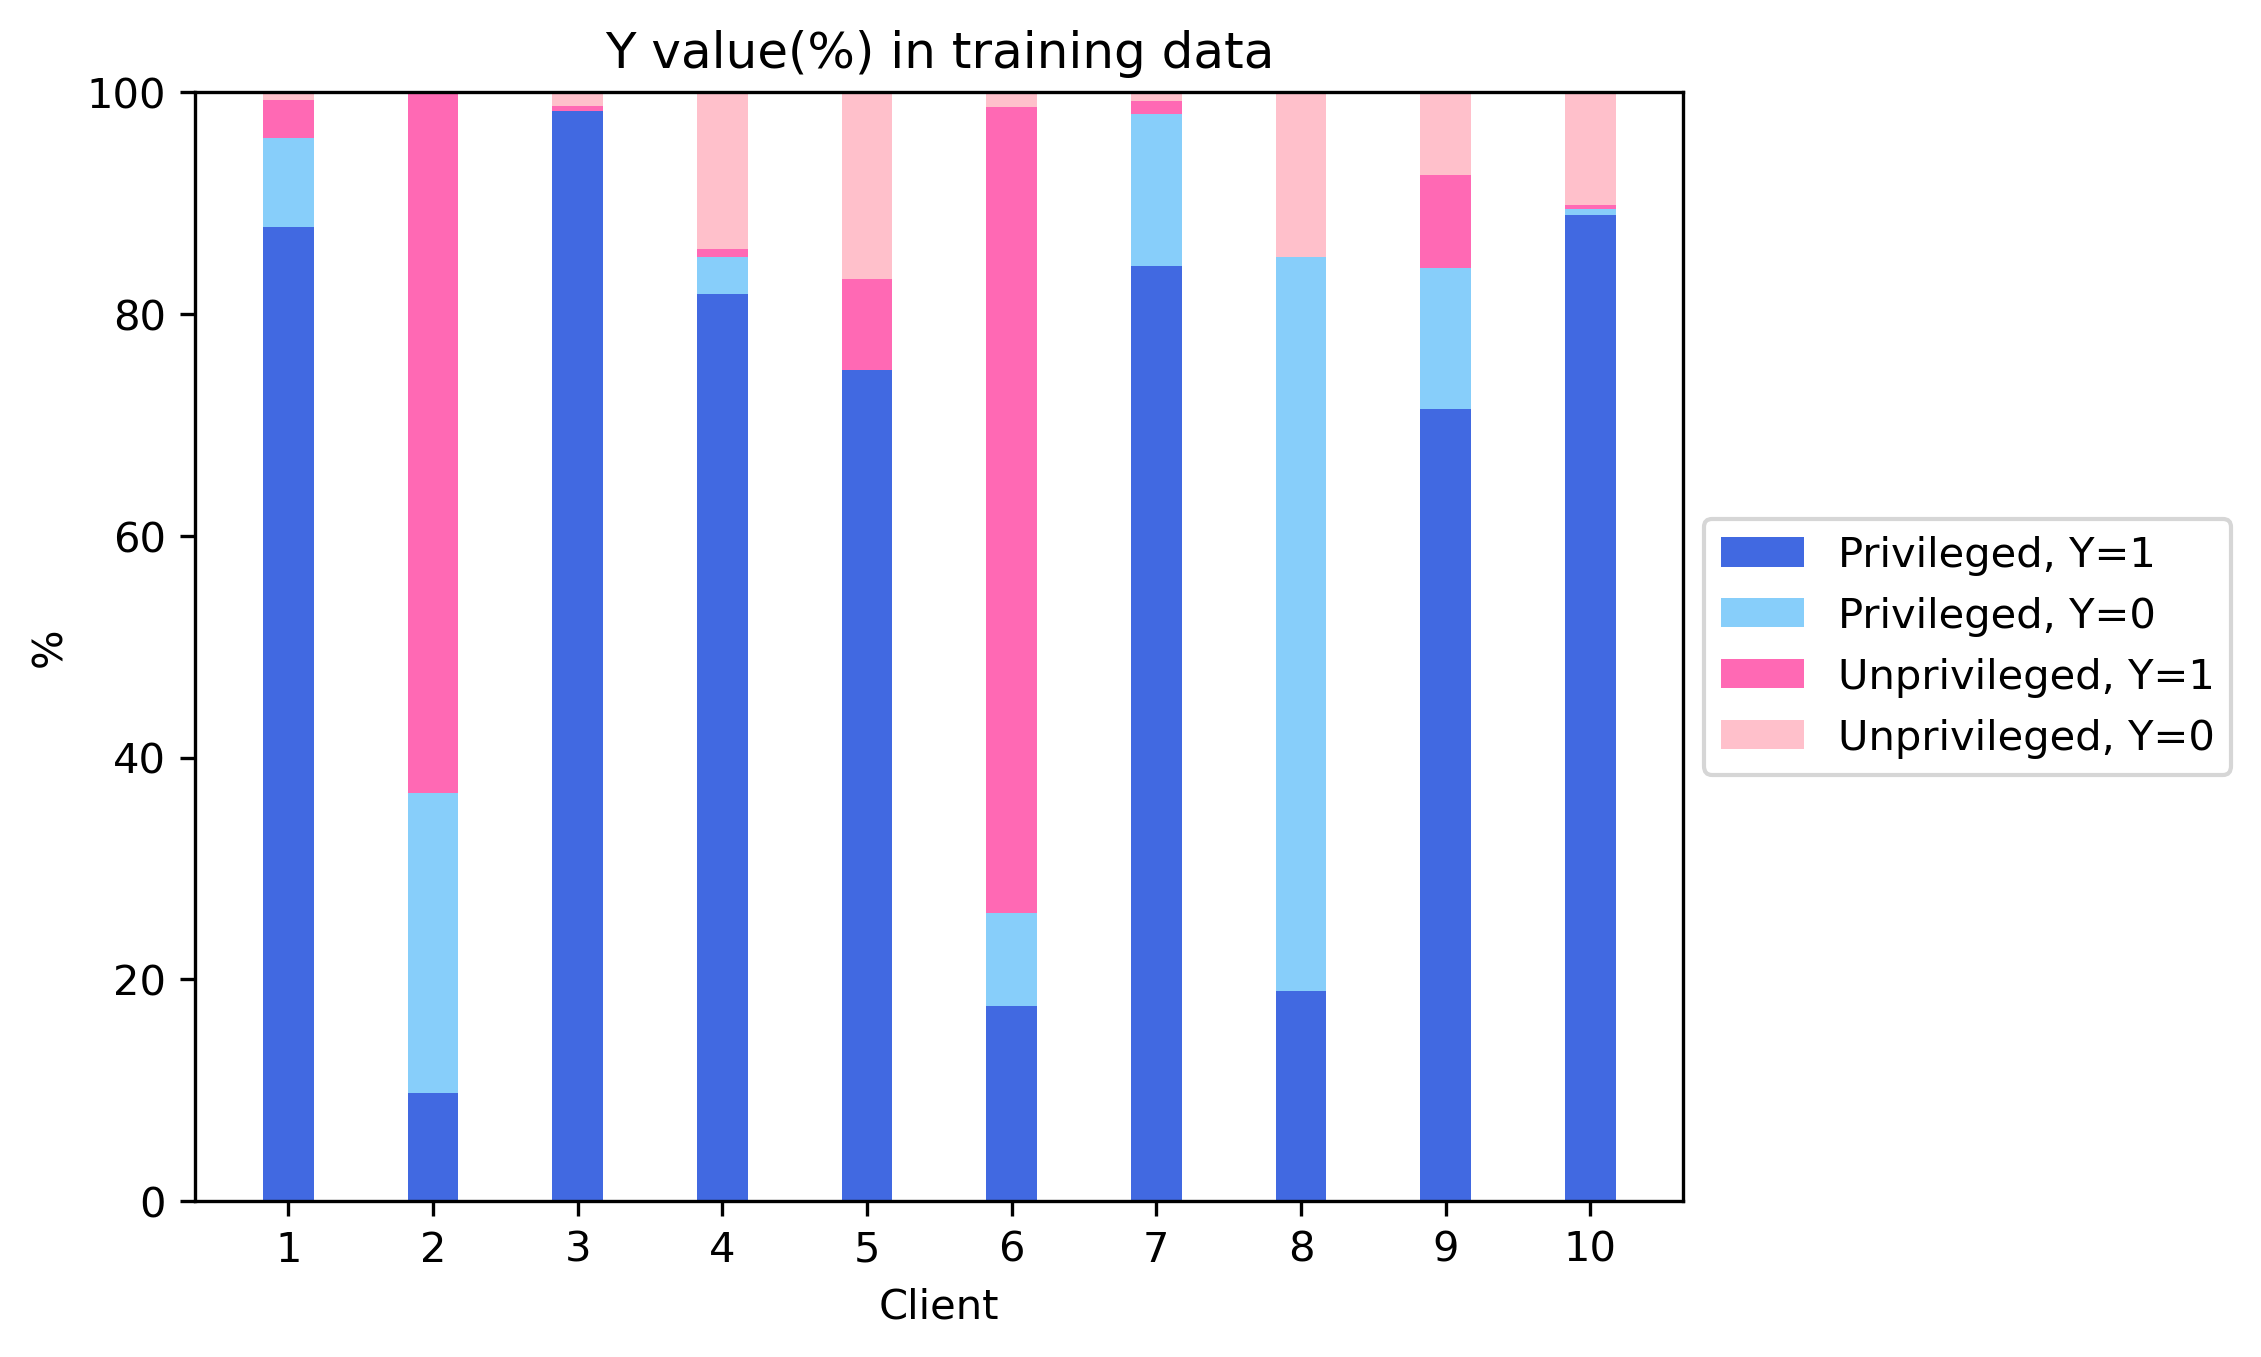 Y value(%) in training data
100
80
60
40
20
0
%
1 2 3 4 5 6 7 8 9 10
Client
Privileged, Y=1
Privileged, Y=0
Unprivileged, Y=1
Unprivileged, Y=0